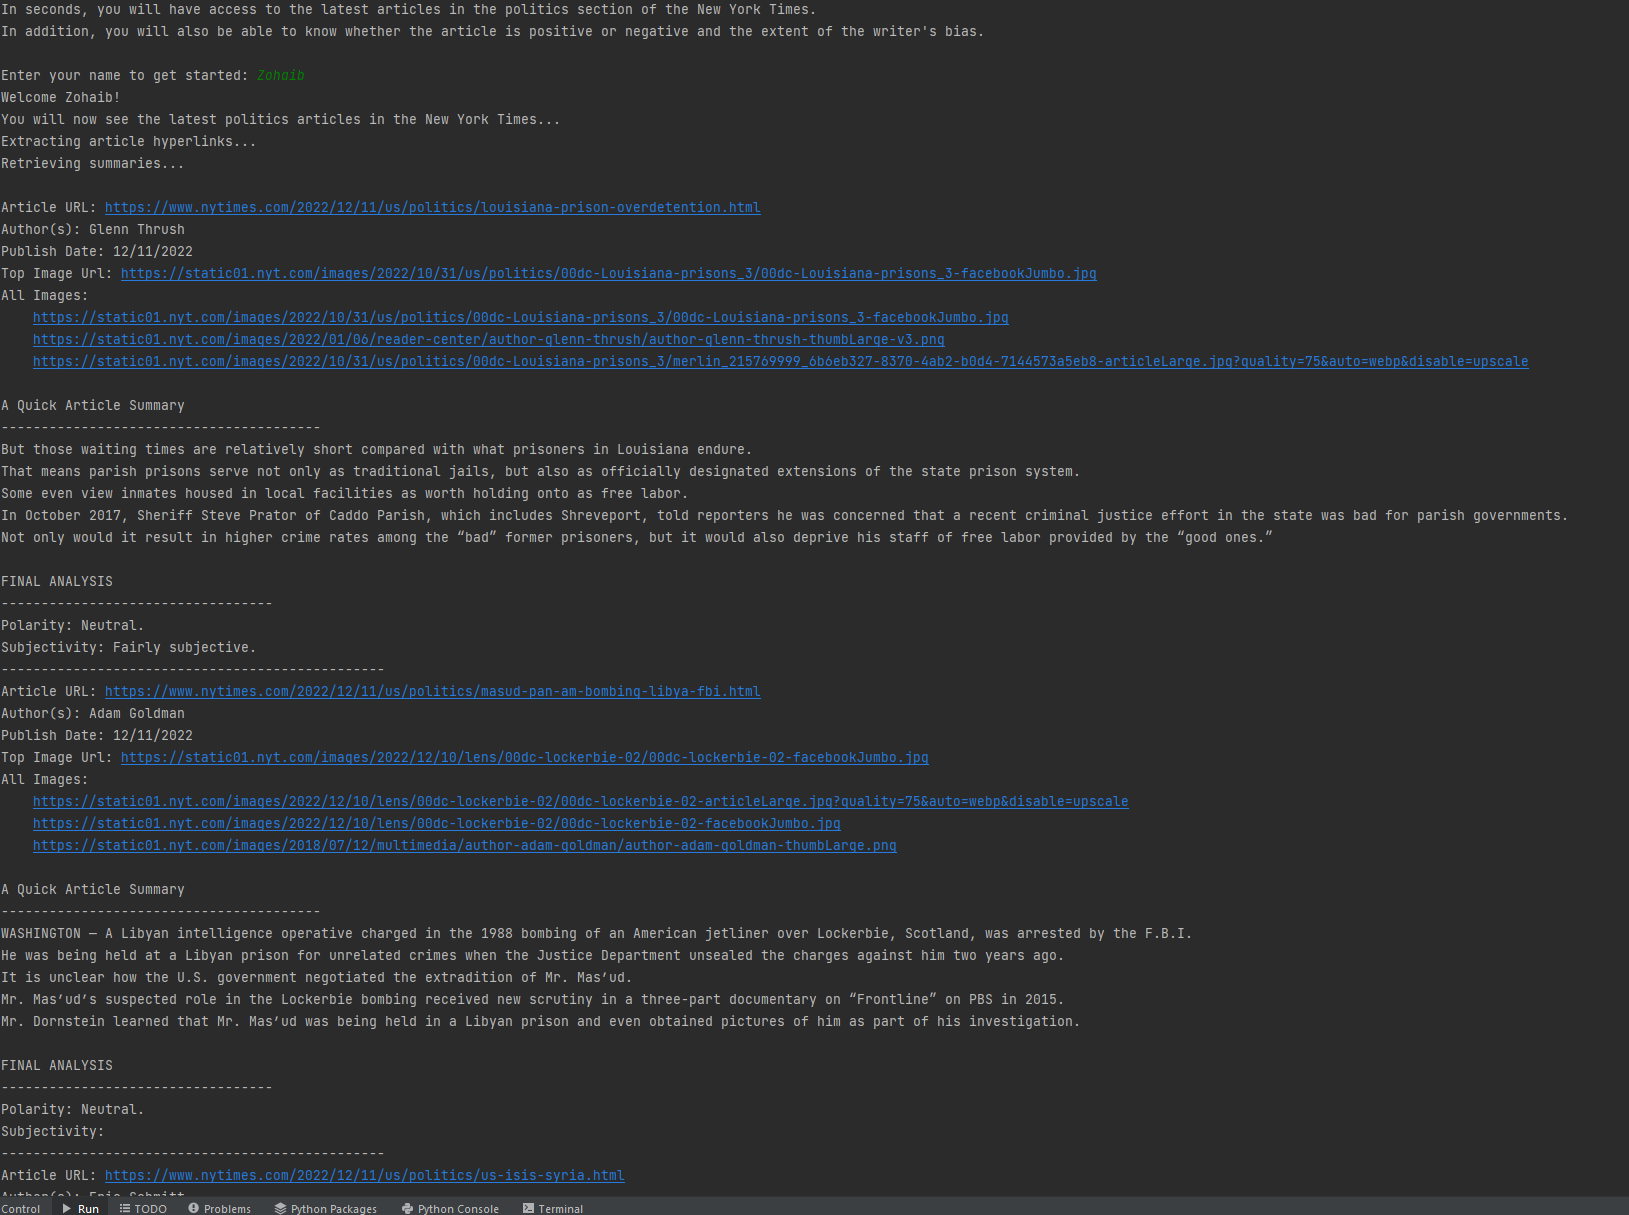 In seconds, you will have access to the latest articles in the politics section of the New York Times.
In addition, you will also be able to know whether the article is positive or negative and the extent of the writer's bias.
Enter your name to get started: Zohaib
Welcome Zohaib!
You will now see the latest politics articles in the New York Times...
Extracting article hyperlinks...
Retrieving summaries...
Article URL: https://www.nytimes.com/2022/12/11/us/politics/louisiana-prison-overdetention.html
Author(s): Glenn Thrush
Publish Date: 12/11/2022
Top Image Url: https://static01.nyt.com/images/2022/10/31/us/politics/00dc-Louisiana-prisons_3/00dc-Louisiana-prisons_3-facebookJumbo.jpg
All Images:
https://static01.nyt.com/images/2022/10/31/us/politics/00dc-Louisiana-prisons_3/00dc-Louisiana-prisons_3-facebookJumbo.jpg
https://static01.nyt.com/images/2022/01/06/reader-center/author-glenn-thrush/author-glenn-thrush-thumbLarge-v3.png
https://static01.nyt.com/images/2022/10/31/us/politics/00dc-Louisiana-prisons_3/merlin_215769999_6b6eb327-8370-4ab2-b0d4-7144573a5eb8-articleLarge.jpg?quality=75&auto=webp&disable=upscale
A Quick Article Summary
----------------------------------------
But those waiting times are relatively short compared with what prisoners in Louisiana endure.
That means parish prisons serve not only as traditional jails, but also as officially designated extensions of the state prison system.
Some even view inmates housed in local facilities as worth holding onto as free labor.
In October 2017, Sheriff Steve Prator of Caddo Parish, which includes Shreveport, told reporters he was concerned that a recent criminal justice effort in the state was bad for parish governments.
Not only would it result in higher crime rates among the “bad” former prisoners, but it would also deprive his staff of free labor provided by the “good ones.”
FINAL ANALYSIS
----------------------------------
Polarity: Neutral.
Subjectivity: Fairly subjective.
------------------------------------------------
Article URL: https://www.nytimes.com/2022/12/11/us/politics/masud-pan-am-bombing-libya-fbi.html
Author(s): Adam Goldman
Publish Date: 12/11/2022
Top Image Url: https://static01.nyt.com/images/2022/12/10/lens/00dc-lockerbie-02/00dc-lockerbie-02-facebookJumbo.jpg
All Images:
https://static01.nyt.com/images/2022/12/10/lens/00dc-lockerbie-02/00dc-lockerbie-02-articleLarge.jpg?quality=75&auto=webp&disable=upscale
https://static01.nyt.com/images/2022/12/10/lens/00dc-lockerbie-02/00dc-lockerbie-02-facebookJumbo.jpg
https://static01.nyt.com/images/2018/07/12/multimedia/author-adam-goldman/author-adam-goldman-thumbLarge.png
A Quick Article Summary
----------------------------------------
WASHINGTON — A Libyan intelligence operative charged in the 1988 bombing of an American jetliner over Lockerbie, Scotland, was arrested by the F.B.I.
He was being held at a Libyan prison for unrelated crimes when the Justice Department unsealed the charges against him two years ago.
It is unclear how the U.S. government negotiated the extradition of Mr. Mas’ud.
Mr. Mas’ud’s suspected role in the Lockerbie bombing received new scrutiny in a three-part documentary on “Frontline” on PBS in 2015.
Mr. Dornstein learned that Mr. Mas’ud was being held in a Libyan prison and even obtained pictures of him as part of his investigation.
FINAL ANALYSIS
----------------------------------
Polarity: Neutral.
Subjectivity:
------------------------------------------------
Article URL: https://www.nytimes.com/2022/12/11/us/politics/us-isis-syria.html
Author(s): Eric Schmitt
Control Run TODO Problems Python Packages Python Console Terminal